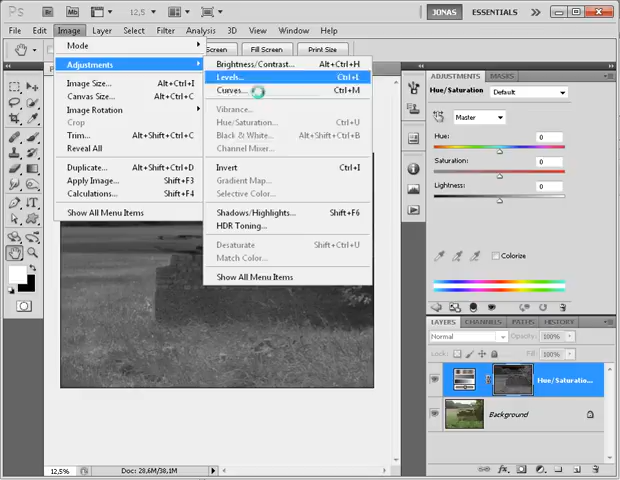 Ps 12,5 JONAS ESSENTIALS
File Edit Image Layer Select Filter Analysis 3D View Window Help
Screen Fill Screen Print Size
Mode
Adjustments
Image Size... Alt+Ctrl+I
Canvas Size... Alt+Ctrl+C
Image Rotation
Crop
Trim... Alt+Shift+Ctrl+C
Reveal All
Duplicate... Alt+Shift+Ctrl+D
Apply Image... Shift+F3
Calculations... Shift+F4
Show All Menu Items
Brightness/Contrast... Alt+Ctrl+H
Levels... Ctrl+L
Curves... Ctrl+M
Vibrance...
Hue/Saturation... Ctrl+U
Black & White... Alt+Shift+Ctrl+B
Channel Mixer...
Invert Ctrl+I
Gradient Map...
Selective Color...
Shadows/Highlights... Shift+F6
HDR Toning...
Desaturate Shift+Ctrl+U
Match Color...
Show All Menu Items
ADJUSTMENTS MASKS
Hue/Saturation Default
Master
Hue: 0
Saturation: 0
Lightness: 0
Colorize
LAYERS CHANNELS PATHS HISTORY
Normal Opacity: 100%
Lock: Fill: 100%
Hue/Saturatio...
Background
12,5% Doc: 28,6M/38,1M